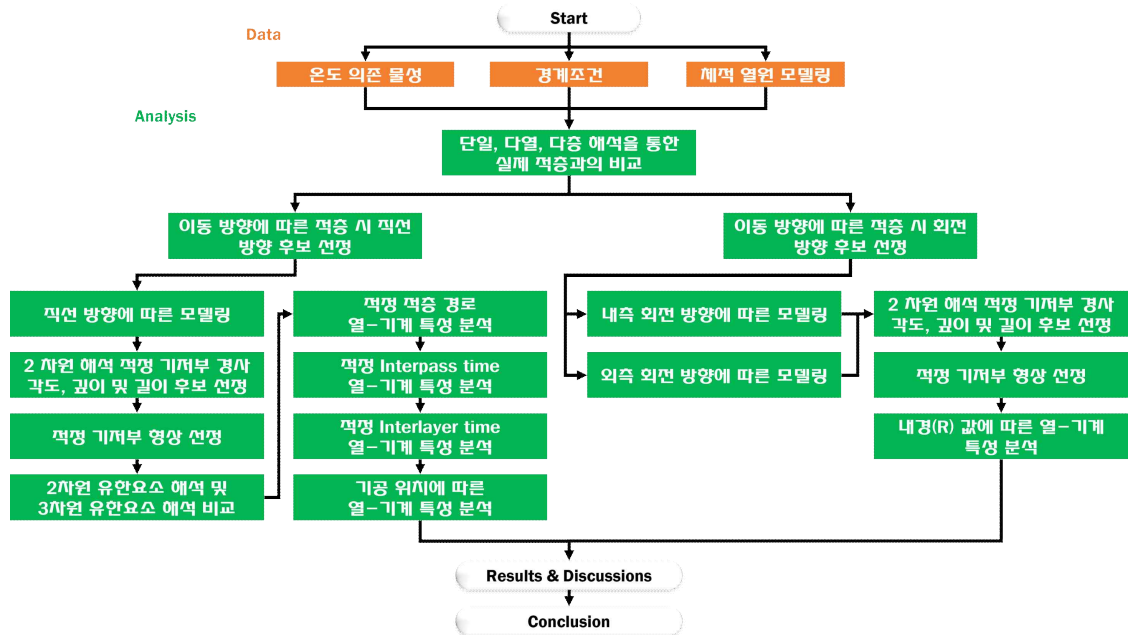 Start
Data
온도 의존 물성
경계조건
체적 열원 모델링
Analysis
단일, 다열, 다층 해석을 통한
실제 적층과의 비교
이동 방향에 따른 적층 시 직선
방향 후보 선정
이동 방향에 따른 적층 시 회전
방향 후보 선정
직선 방향에 따른 모델링
2 차원 해석 적정 기저부 경사
각도, 깊이 및 길이 후보 선정
적정 기저부 형상 선정
2차원 유한요소 해석 및
3차원 유한요소 해석 비교
적정 적층 경로
열-기계 특성 분석
적정 Interpass time
열-기계 특성 분석
적정 Interlayer time
열-기계 특성 분석
기공 위치에 따른
열-기계 특성 분석
내측 회전 방향에 따른 모델링
외측 회전 방향에 따른 모델링
2 차원 해석 적정 기저부 경사
각도, 깊이 및 길이 후보 선정
적정 기저부 형상 선정
내경(R) 값에 따른 열-기계
특성 분석
Results & Discussions
Conclusion